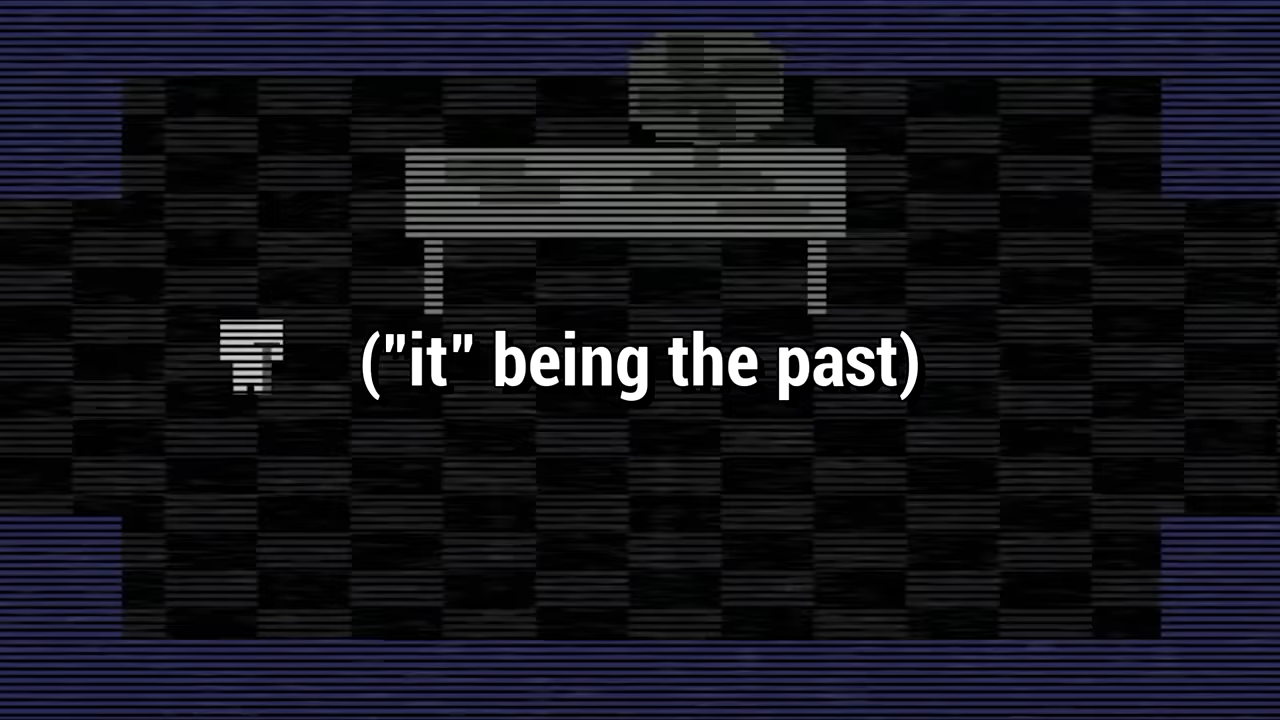 ("it” being the past)